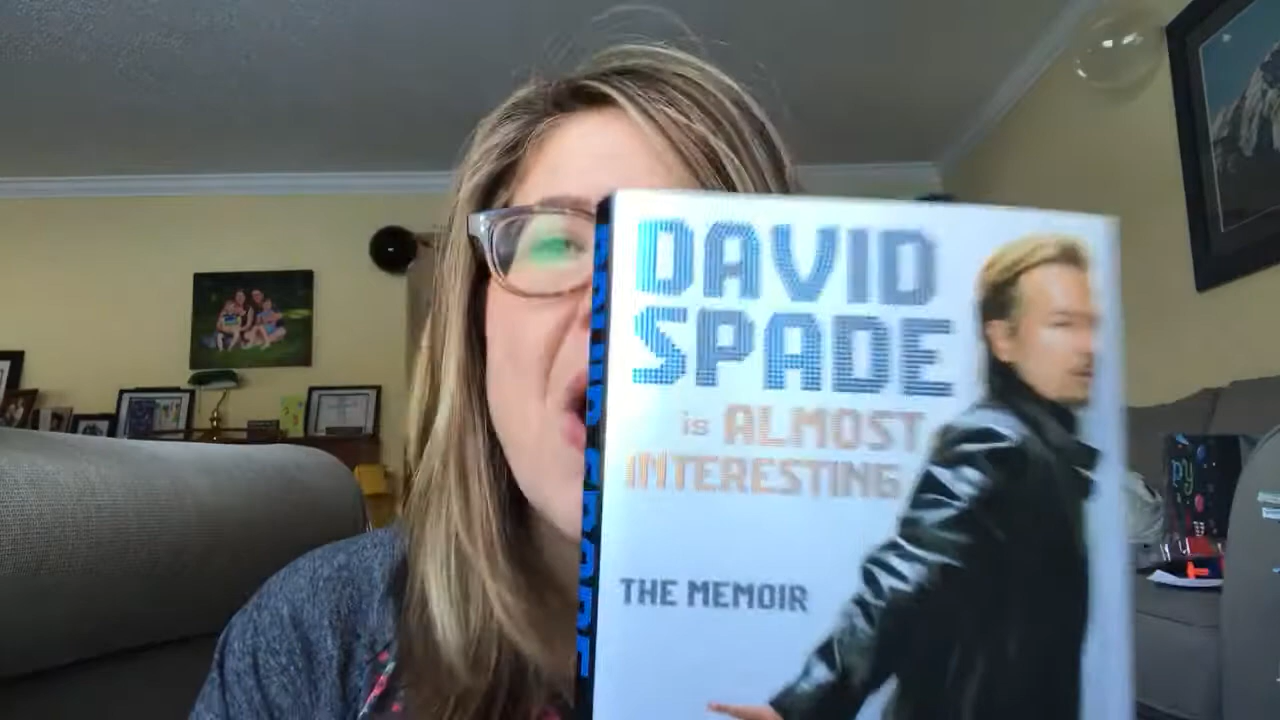 DAVID
SPADE
is ALMOST
INTERESTING
THE MEMOIR